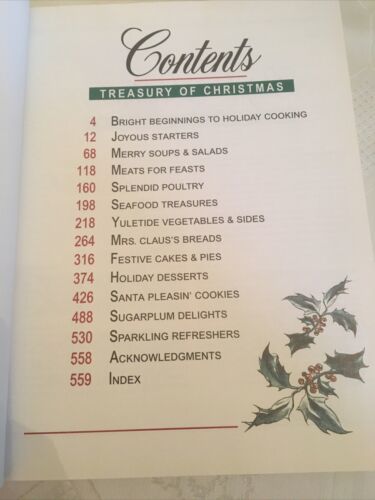 Contents
TREASURY OF CHRISTMAS
4 BRIGHT BEGINNINGS TO HOLIDAY COOKING
12 JOYOUS STARTERS
68 MERRY SOUPS & SALADS
118 MEATS FOR FEASTS
160 SPLENDID POULTRY
198 SEAFOOD TREASURES
218 YULETIDE VEGETABLES & SIDES
264 MRS. CLAUS'S BREADS
316 FESTIVE CAKES & PIES
374 HOLIDAY DESSERTS
426 SANTA PLEASIN' COOKIES
488 SUGARPLUM DELIGHTS
530 SPARKLING REFRESHERS
558 ACKNOWLEDGMENTS
559 INDEX